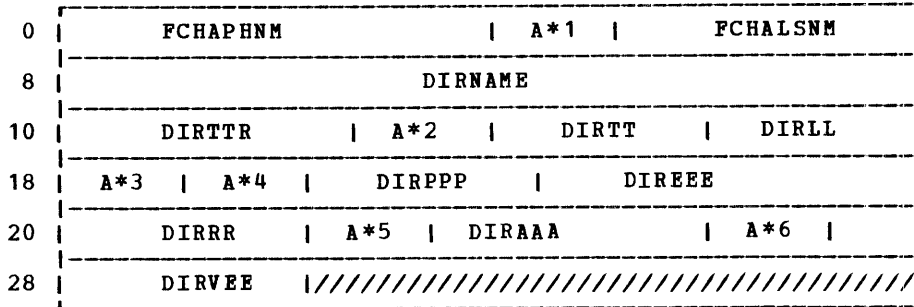 0 | FCHAPHNM | A*1 | FCHALSNM
8 | DIRNAME
10 | DIRTTR | A*2 | DIRTT | DIRLL
18 | A*3 | A*4 | DIRPPP | DIREEE
20 | DIRRR | A*5 | DIRAAA | A*6 |
28 | DIRVEE |///////////////////////////////////